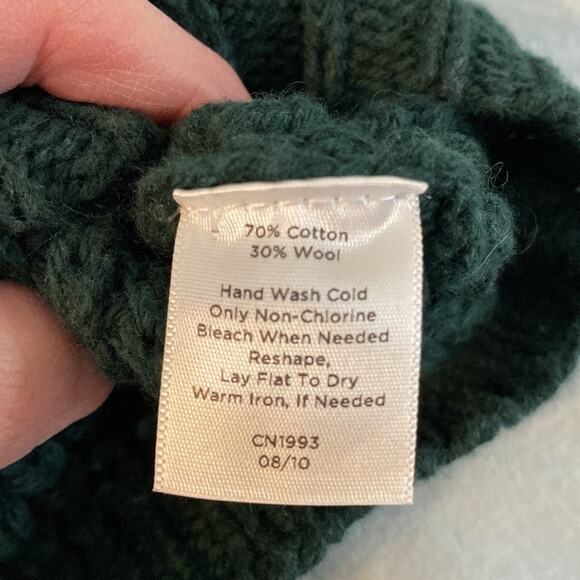 70% Cotton
30% Wool
Hand Wash Cold
Only Non-Chlorine
Bleach When Needed
Reshape,
Lay Flat To Dry
Warm Iron, If Needed
CN1993
08/10